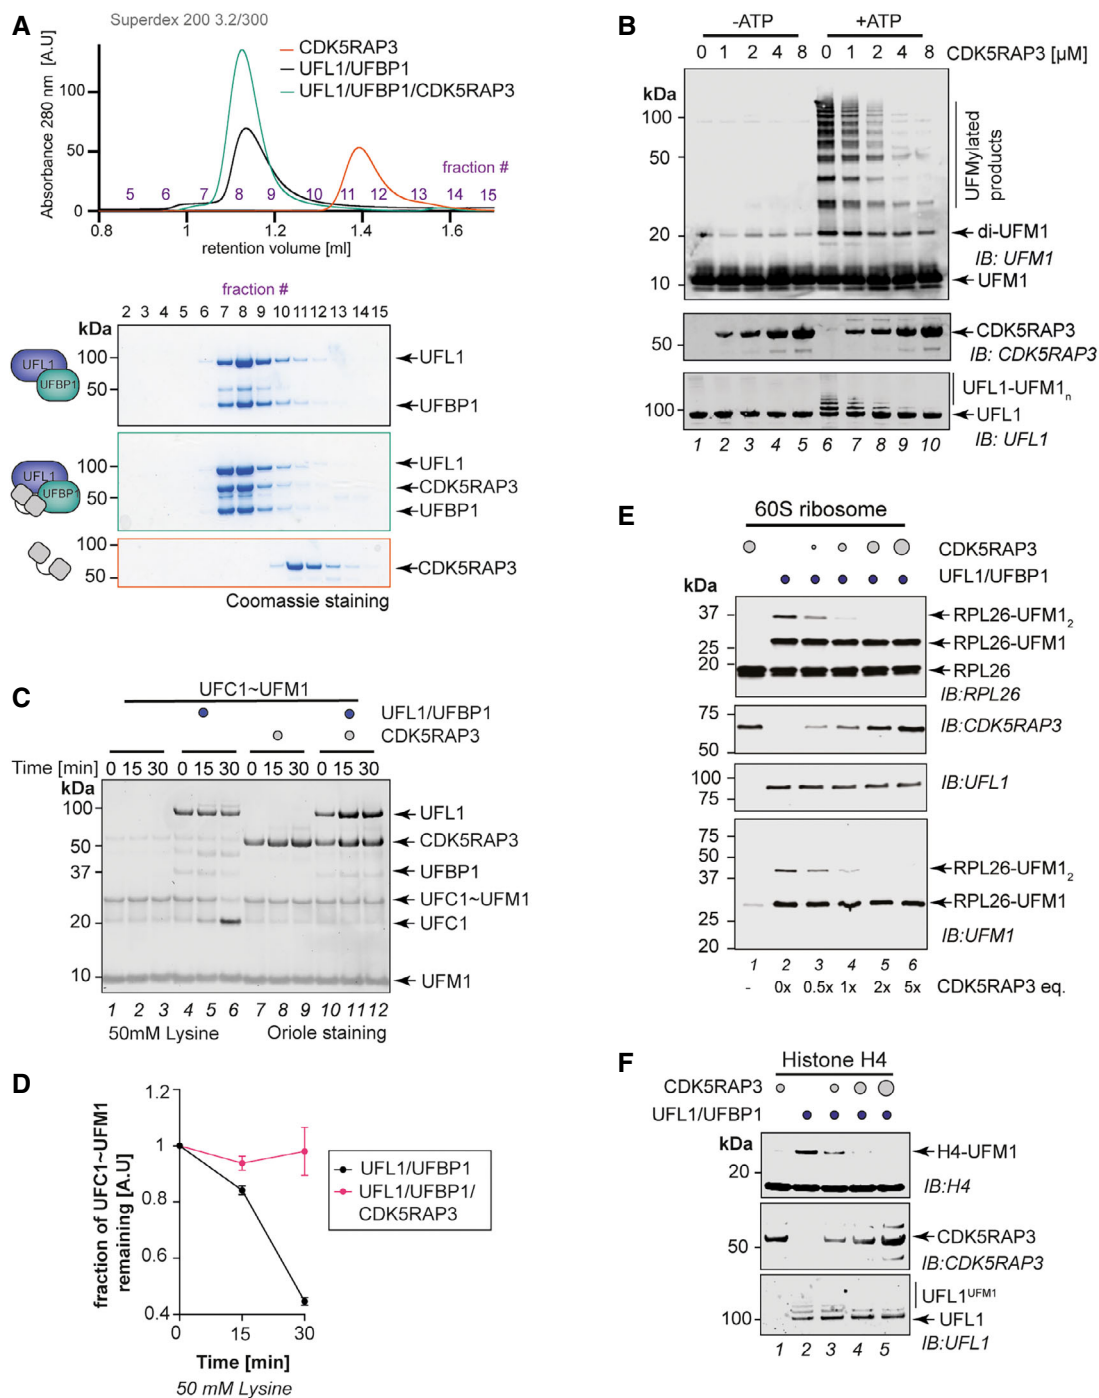 A
Superdex 200 3.2/300
CDK5RAP3
UFL1/UFBP1
UFL1/UFBP1/CDK5RAP3
Absorbance 280 nm [A.U]
100
50
0
fraction #
5 6 7 8 9 10 11 12 13 14 15
0.8 1 1.2 1.4 1.6
retention volume [ml]
fraction #
2 3 4 5 6 7 8 9 10 11 12 13 14 15
kDa
UFL1
UFBP1
100
50
UFL1
UFBP1
UFL1
UFBP1
100
50
UFL1
CDK5RAP3
UFBP1
100
50
CDK5RAP3
Coomassie staining
B
-ATP +ATP
0 1 2 4 8 0 1 2 4 8 CDK5RAP3 [µM]
kDa
100
50
20
10
UFMylated products
di-UFM1
IB: UFM1
UFM1
50
CDK5RAP3
IB: CDK5RAP3
100
UFL1-UFM1n
UFL1
1 2 3 4 5 6 7 8 9 10 IB: UFL1
C
UFC1~UFM1
UFL1/UFBP1
CDK5RAP3
Time [min] 0 15 30 0 15 30 0 15 30 0 15 30
kDa
100
50
37
20
10
UFL1
CDK5RAP3
UFBP1
UFC1~UFM1
UFC1
UFM1
1 2 3 4 5 6 7 8 9 10 11 12
50mM Lysine Oriole staining
D
fraction of UFC1~UFM1
remaining [A.U]
1.2
1
0.8
0.6
0.4
0 15 30
Time [min]
50 mM Lysine
UFL1/UFBP1
UFL1/UFBP1/
CDK5RAP3
E
60S ribosome
CDK5RAP3
UFL1/UFBP1
kDa
37
25
20
RPL26-UFM12
RPL26-UFM1
RPL26
IB:RPL26
75
50
IB:CDK5RAP3
100
75
IB:UFL1
75
50
37
25
20
RPL26-UFM12
RPL26-UFM1
IB:UFM1
1 2 3 4 5 6
- 0x 0.5x 1x 2x 5x CDK5RAP3 eq.
F
Histone H4
CDK5RAP3
UFL1/UFBP1
kDa
20
H4-UFM1
IB:H4
50
CDK5RAP3
IB:CDK5RAP3
100
UFL1UFM1
UFL1
IB:UFL1
1 2 3 4 5